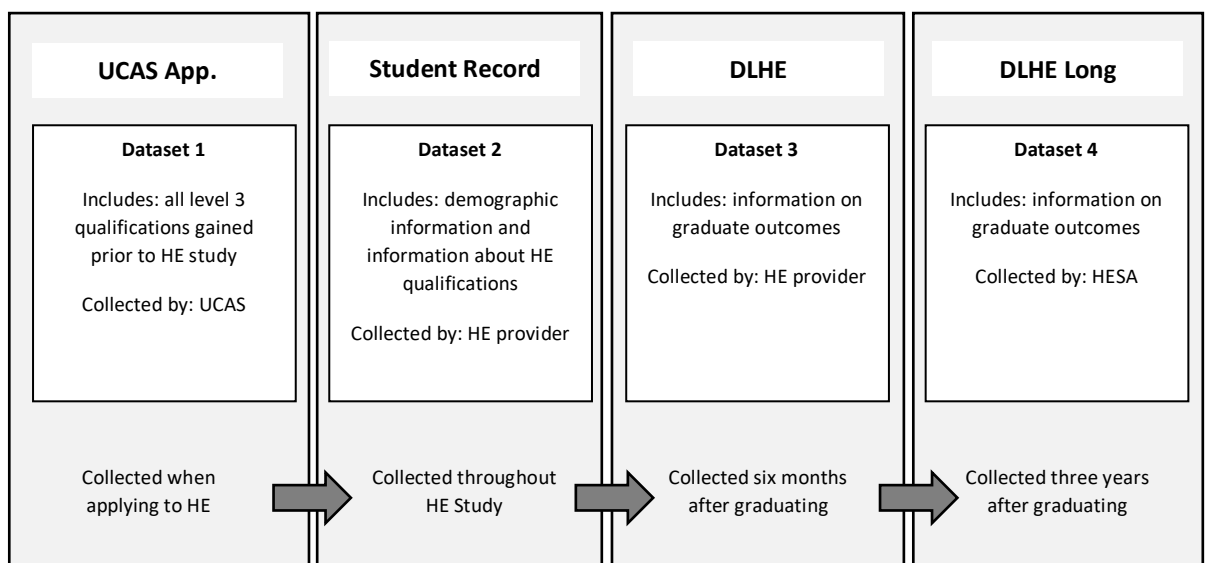 UCAS App.
Dataset 1
Includes: all level 3
qualifications gained
prior to HE study
Collected by: UCAS
Collected when
applying to HE
Student Record
Dataset 2
Includes: demographic
information and
information about HE
qualifications
Collected by: HE provider
Collected throughout
HE Study
DLHE
Dataset 3
Includes: information on
graduate outcomes
Collected by: HE provider
Collected six months
after graduating
DLHE Long
Dataset 4
Includes: information on
graduate outcomes
Collected by: HESA
Collected three years
after graduating